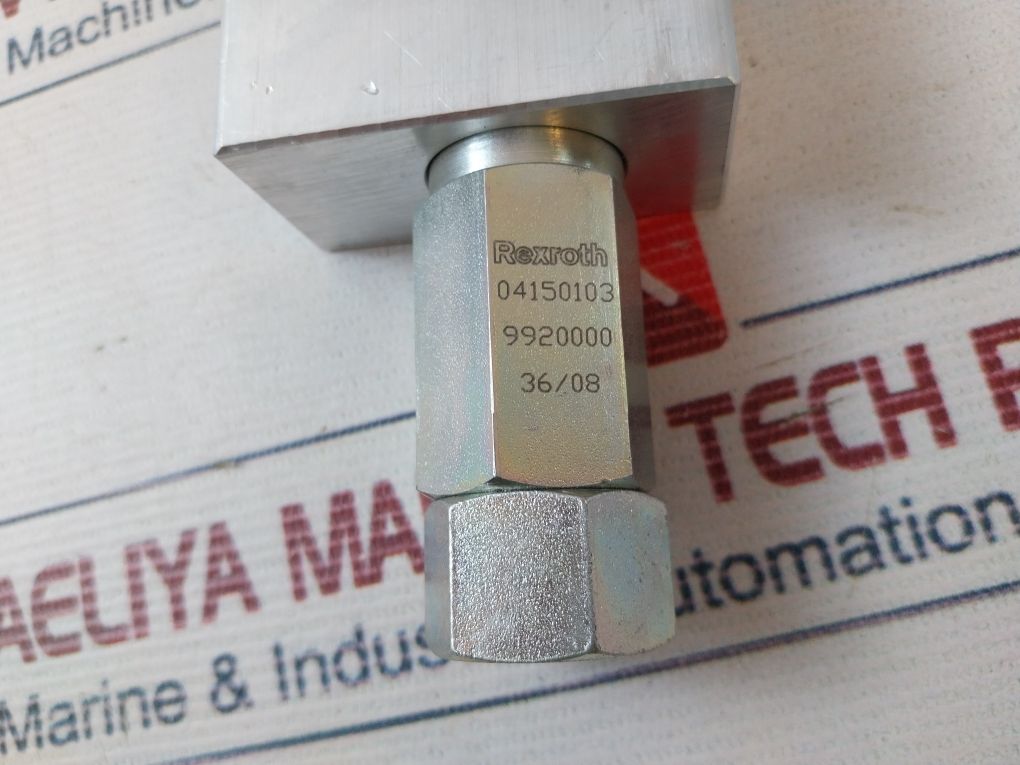 Machine
Rexroth
04150103
9920000
36/08
TECH
AELIYA MA
Marine & Indus
utomation